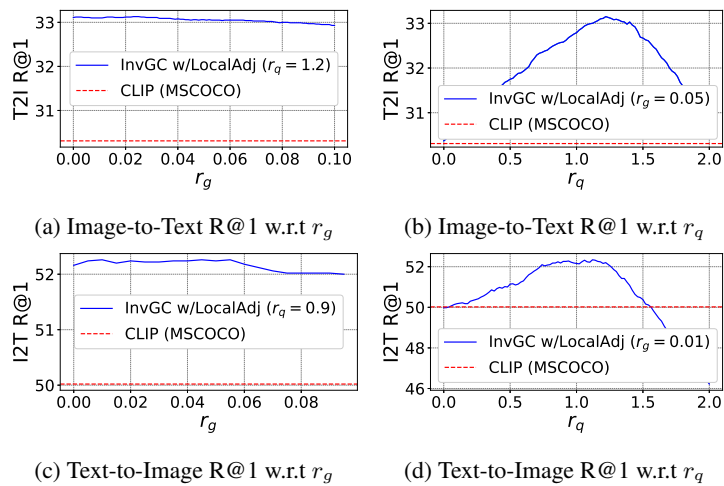 33
32
31
T2I R@1
InvGC w/LocalAdj (r_q = 1.2)
CLIP (MSCOCO)
0.00 0.02 0.04 0.06 0.08 0.10
r_g
(a) Image-to-Text R@1 w.r.t r_g
33
32
31
T2I R@1
InvGC w/LocalAdj (r_g = 0.05)
CLIP (MSCOCO)
0.0 0.5 1.0 1.5 2.0
r_q
(b) Image-to-Text R@1 w.r.t r_q
52
51
50
I2T R@1
InvGC w/LocalAdj (r_q = 0.9)
CLIP (MSCOCO)
0.00 0.02 0.04 0.06 0.08
r_g
(c) Text-to-Image R@1 w.r.t r_g
52
50
48
46
I2T R@1
InvGC w/LocalAdj (r_g = 0.01)
CLIP (MSCOCO)
0.0 0.5 1.0 1.5 2.0
r_q
(d) Text-to-Image R@1 w.r.t r_q